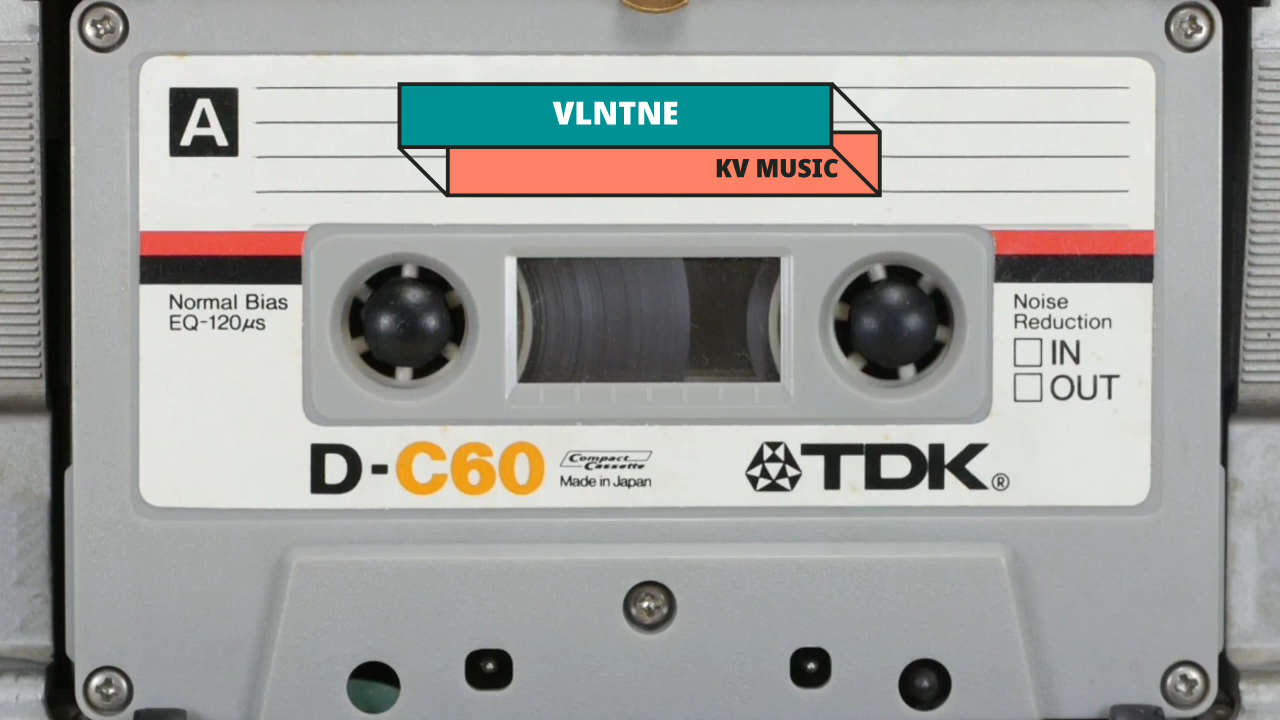 A
VLNTNE
KV MUSIC
Normal Bias
EQ-120µs
Noise
Reduction
IN
OUT
D-C60
Compact
Cassette
Made in Japan
TDK®